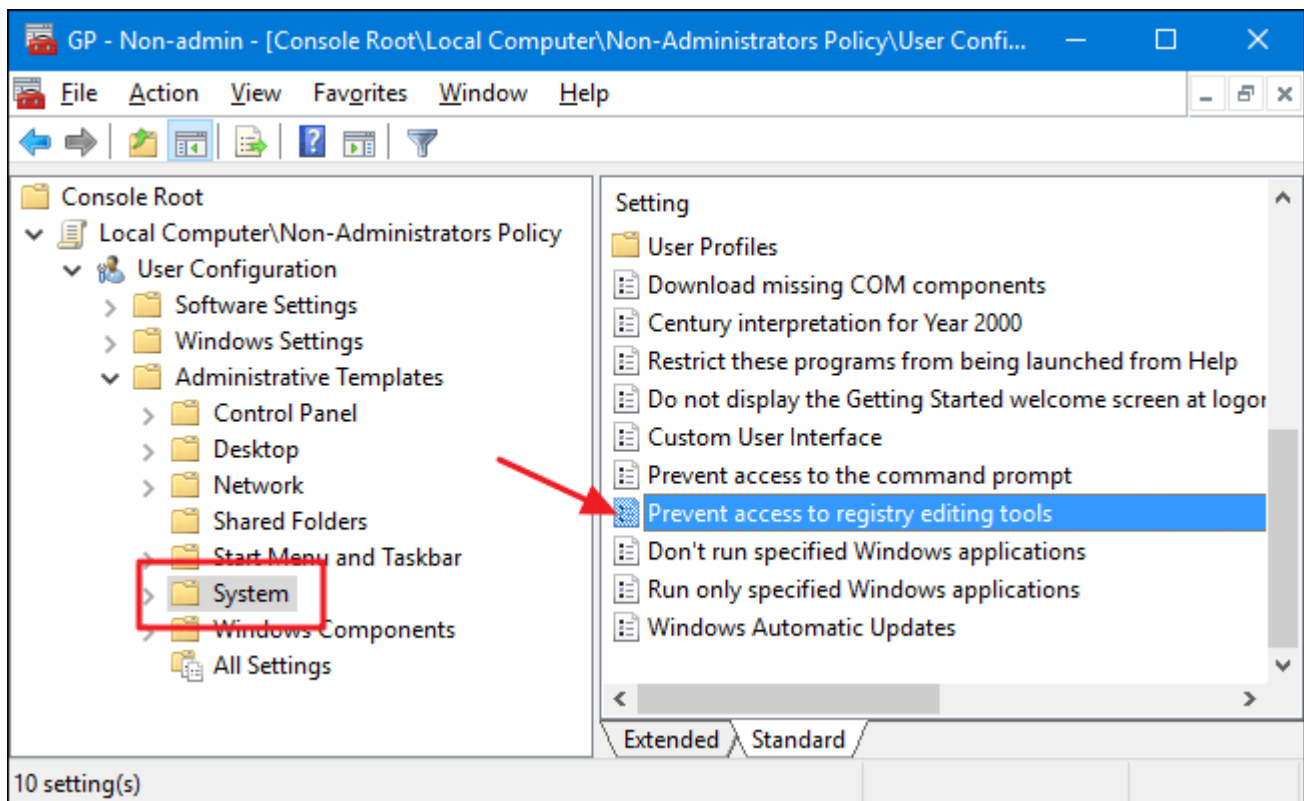 GP - Non-admin - [Console Root\Local Computer\Non-Administrators Policy\User Confi...
File Action View Favorites Window Help
Console Root
Local Computer\Non-Administrators Policy
User Configuration
Software Settings
Windows Settings
Administrative Templates
Control Panel
Desktop
Network
Shared Folders
Start Menu and Taskbar
System
Windows Components
All Settings
Setting
User Profiles
Download missing COM components
Century interpretation for Year 2000
Restrict these programs from being launched from Help
Do not display the Getting Started welcome screen at logon
Custom User Interface
Prevent access to the command prompt
Prevent access to registry editing tools
Don't run specified Windows applications
Run only specified Windows applications
Windows Automatic Updates
Extended Standard
10 setting(s)